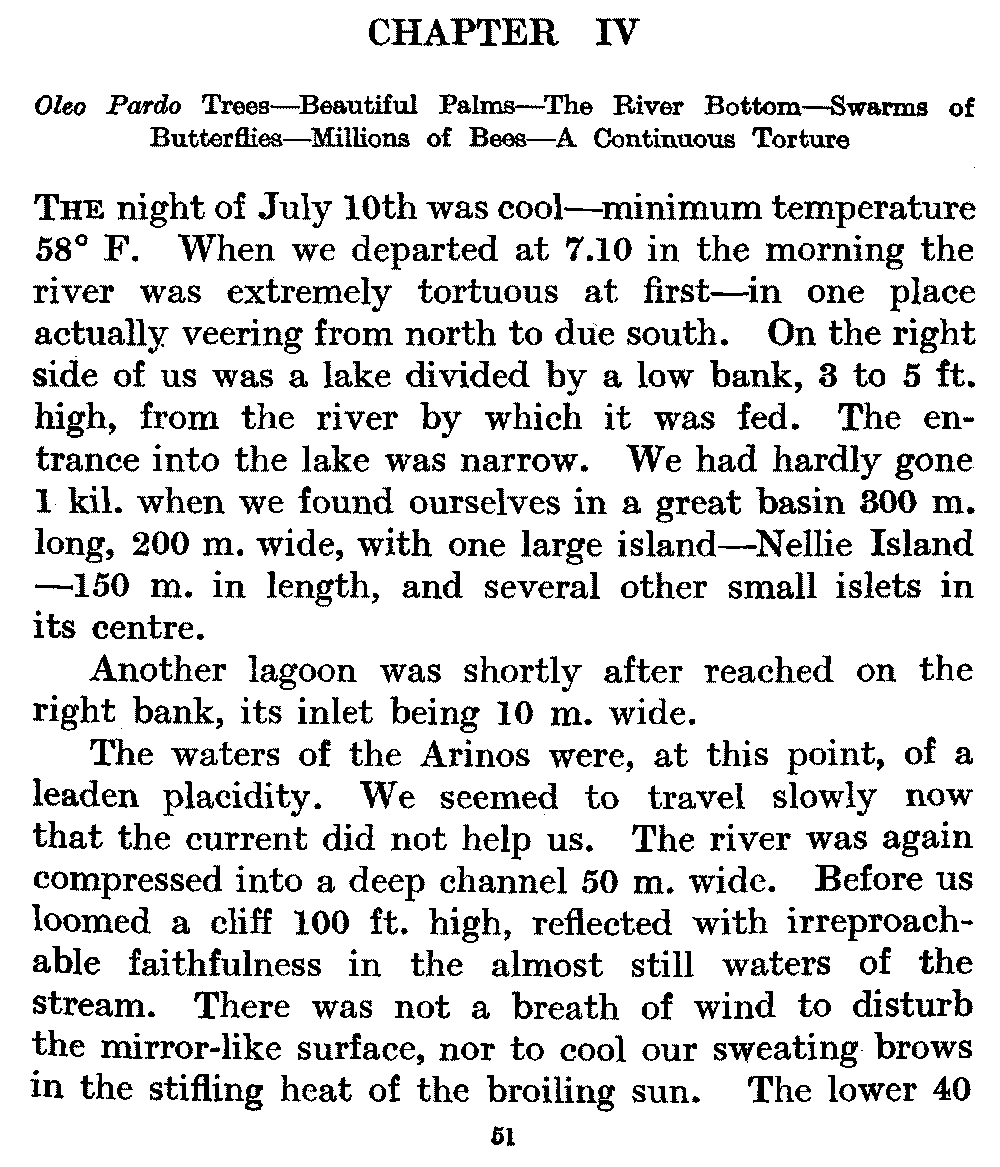 CHAPTER IV
Oleo Pardo Trees—Beautiful Palms—The River Bottom—Swarms of
Butterflies—Millions of Bees—A Continuous Torture
THE night of July 10th was cool—minimum temperature
58° F. When we departed at 7.10 in the morning the
river was extremely tortuous at first—in one place
actually veering from north to due south. On the right
side of us was a lake divided by a low bank, 3 to 5 ft.
high, from the river by which it was fed. The en-
trance into the lake was narrow. We had hardly gone
1 kil. when we found ourselves in a great basin 300 m.
long, 200 m. wide, with one large island—Nellie Island
—150 m. in length, and several other small islets in
its centre.
Another lagoon was shortly after reached on the
right bank, its inlet being 10 m. wide.
The waters of the Arinos were, at this point, of a
leaden placidity. We seemed to travel slowly now
that the current did not help us. The river was again
compressed into a deep channel 50 m. wide. Before us
loomed a cliff 100 ft. high, reflected with irreproach-
able faithfulness in the almost still waters of the
stream. There was not a breath of wind to disturb
the mirror-like surface, nor to cool our sweating brows
in the stifling heat of the broiling sun. The lower 40
51